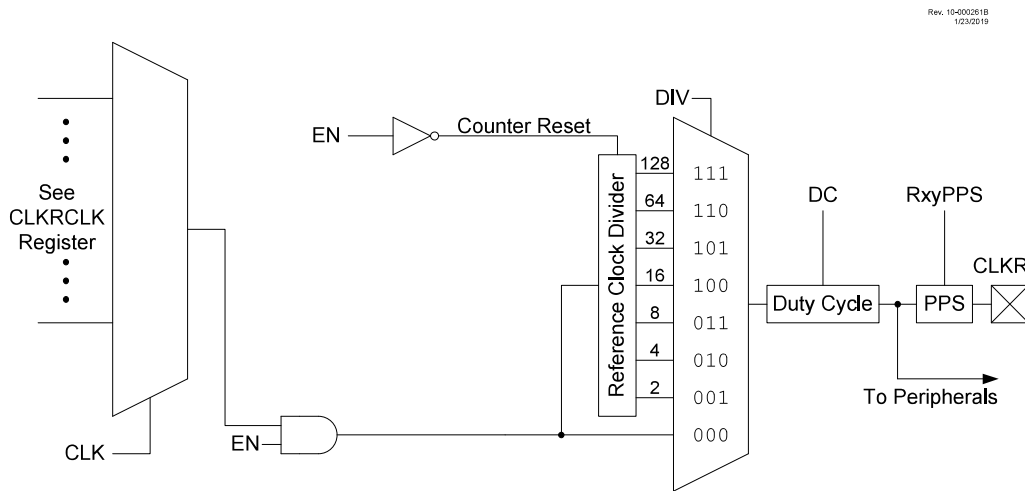 Rev. 10-000261B
1/23/2019
DIV
EN
Counter Reset
See
CLKRCLK
Register
Reference Clock Divider
128
111
64
110
32
101
16
100
8
011
4
010
2
001
000
DC
RxyPPS
CLKR
Duty Cycle
PPS
To Peripherals
EN
CLK